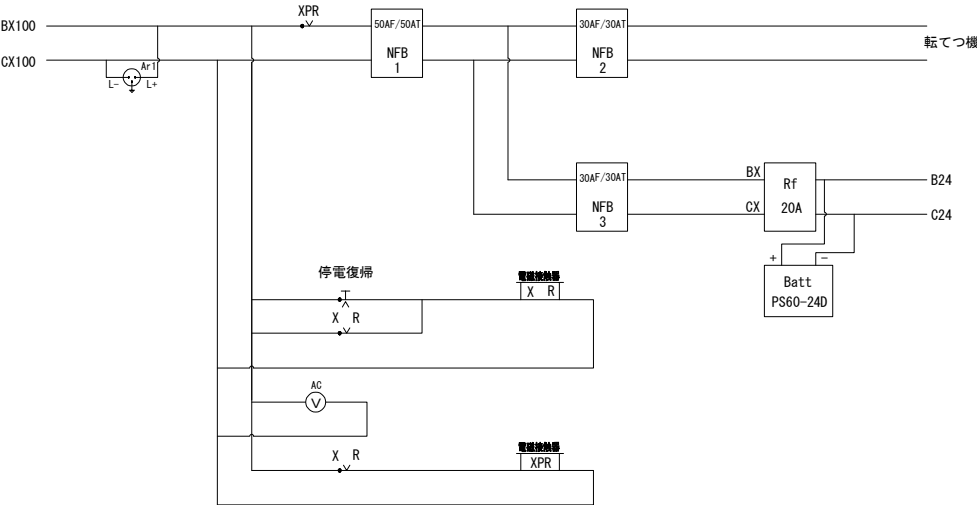 XPR
BX100
50AF/50AT
30AF/30AT
転てつ機
NFB
1
NFB
2
CX100
Ar1
L-
L+
30AF/30AT
NFB
3
BX
CX
Rf
20A
B24
C24
+
-
Batt
PS60-24D
停電復帰
電磁接触器
X R
X R
AC
V
X R
電磁接触器
XPR